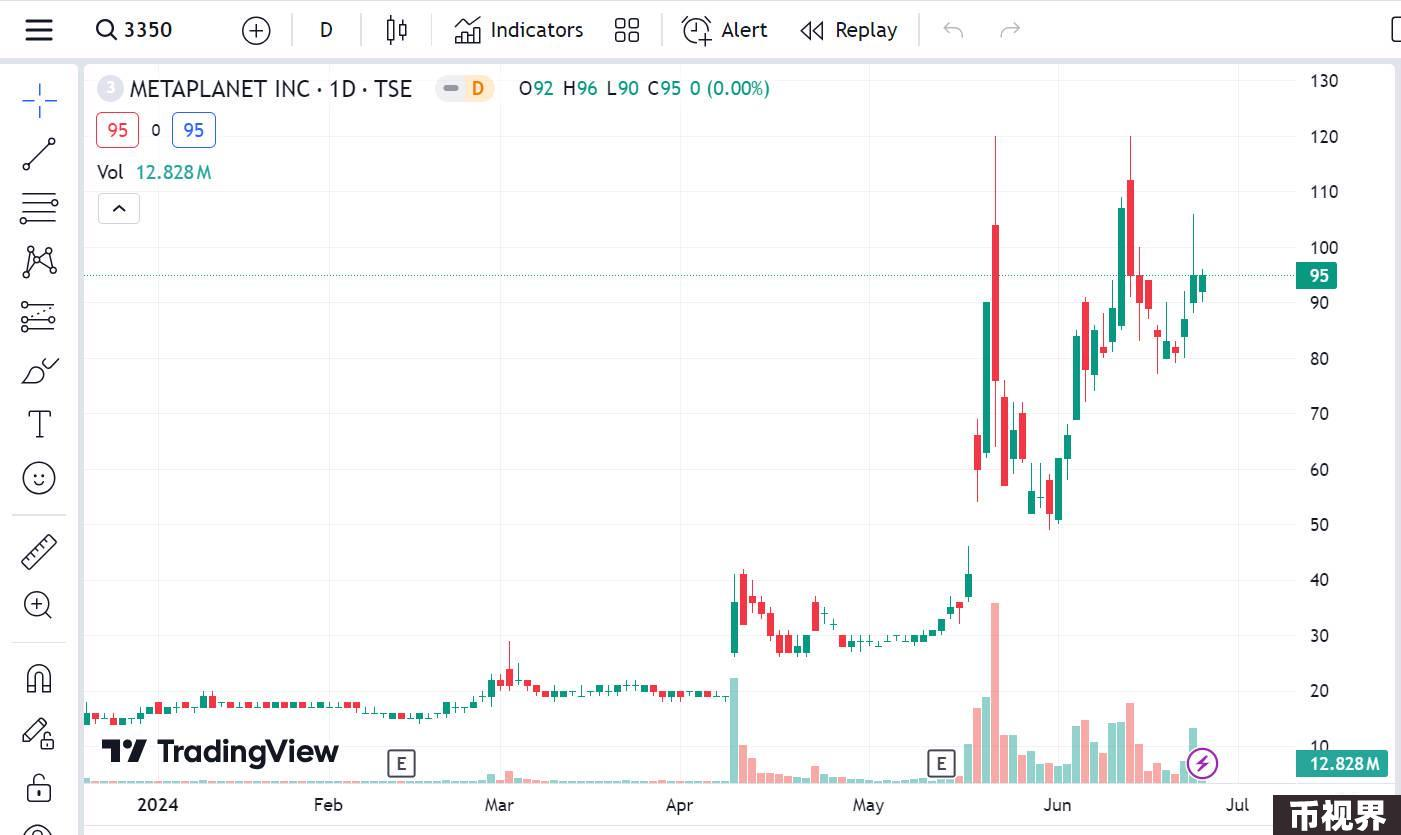 3350 D Indicators Alert Replay
3 METAPLANET INC · 1D · TSE D O92 H96 L90 C95 0 (0.00%)
95 0 95
Vol 12.828M
130
120
110
100
95
90
80
70
60
50
40
30
20
10
T
TradingView
E E
12.828M
2024 Feb Mar Apr May Jun Jul
币视界